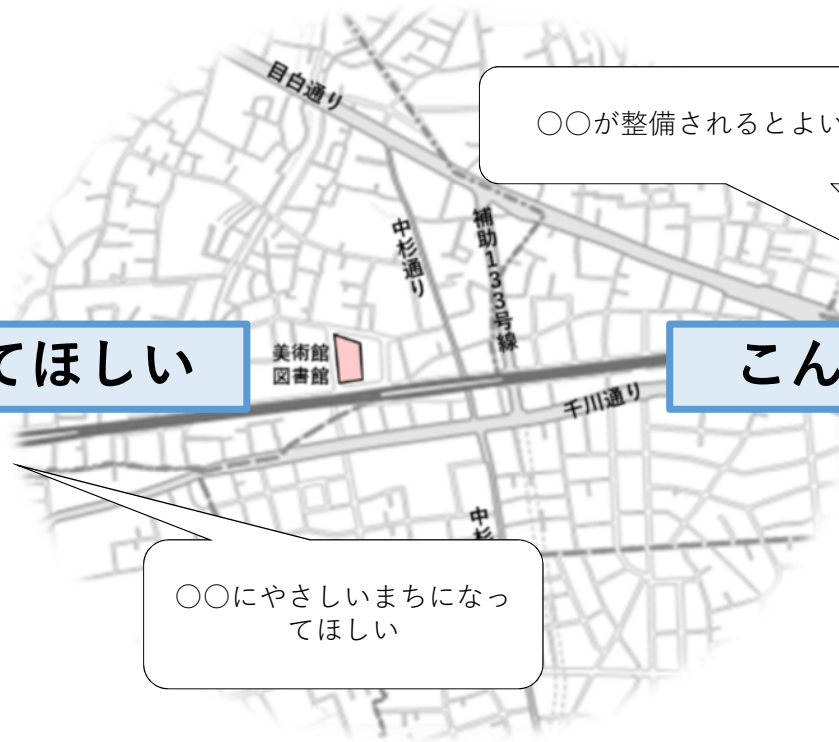 目白通り
○○が整備されるとよい
中杉通り
補助133号線
てほしい
美術館
図書館
こん
千川通り
中杉
○○にやさしいまちになっ
てほしい